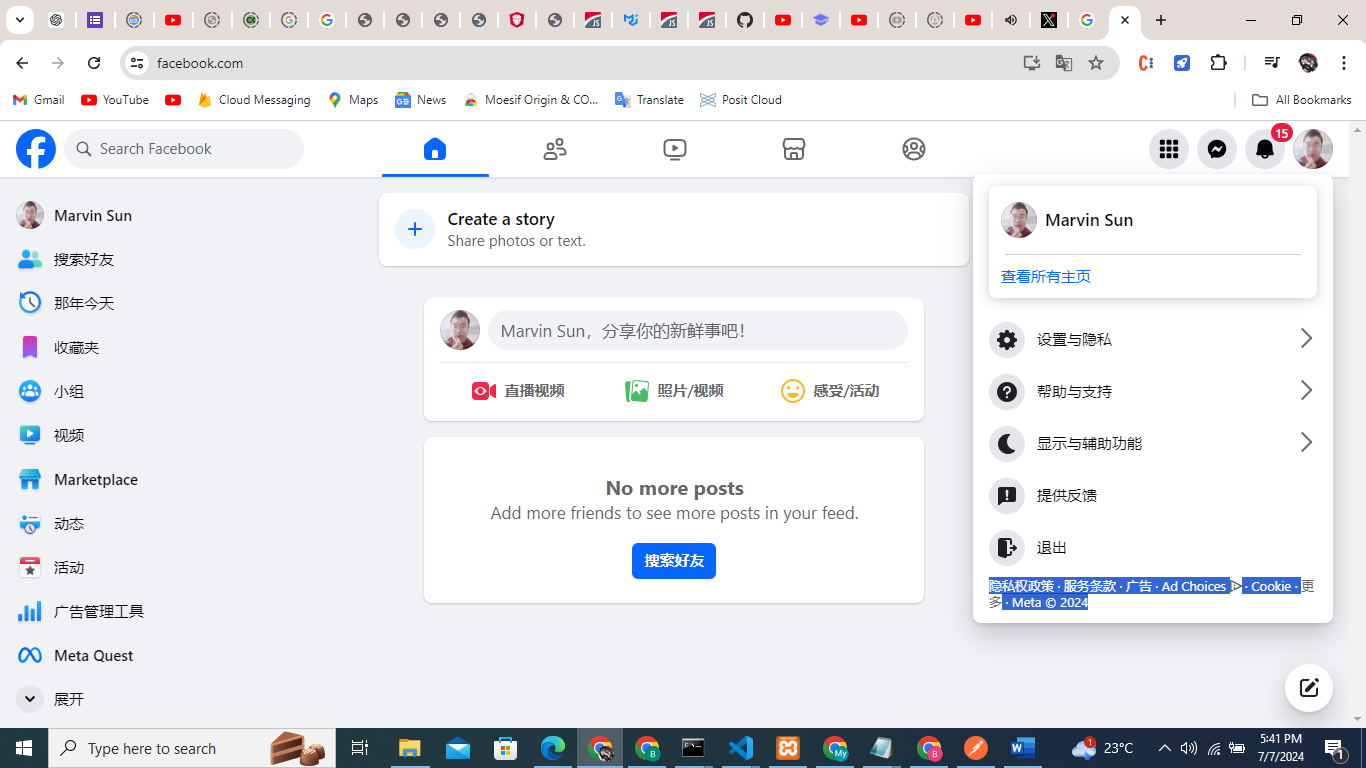 facebook.com
Gmail
YouTube
Cloud Messaging
Maps
News
Moesif Origin & CO...
Translate
Posit Cloud
All Bookmarks
Search Facebook
15
Marvin Sun
搜索好友
那年今天
收藏夹
小组
视频
Marketplace
动态
活动
广告管理工具
Meta Quest
展开
Create a story
Share photos or text.
Marvin Sun，分享你的新鲜事吧！
直播视频
照片/视频
感受/活动
No more posts
Add more friends to see more posts in your feed.
搜索好友
Marvin Sun
查看所有主页
设置与隐私
帮助与支持
显示与辅助功能
提供反馈
退出
隐私权政策 · 服务条款 · 广告 · Ad Choices · Cookie · 更
多 · Meta © 2024
Type here to search
1
23°C
5:41 PM
7/7/2024
1